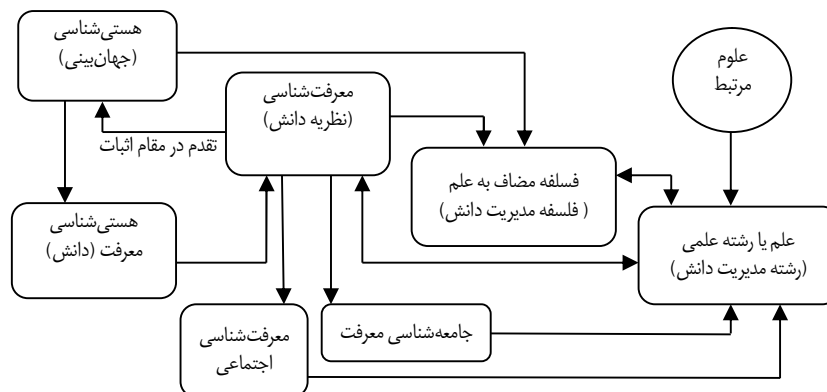 هستی‌شناسی
(جهان‌بینی)
علوم
مرتبط
معرفت‌شناسی
(نظریه دانش)
تقدم در مقام اثبات
فسلفه مضاف به علم
( فلسفه مدیریت دانش)
هستی‌شناسی
معرفت (دانش)
علم یا رشته علمی
(رشته مدیریت دانش)
جامعه‌شناسی معرفت
معرفت‌شناسی
اجتماعی